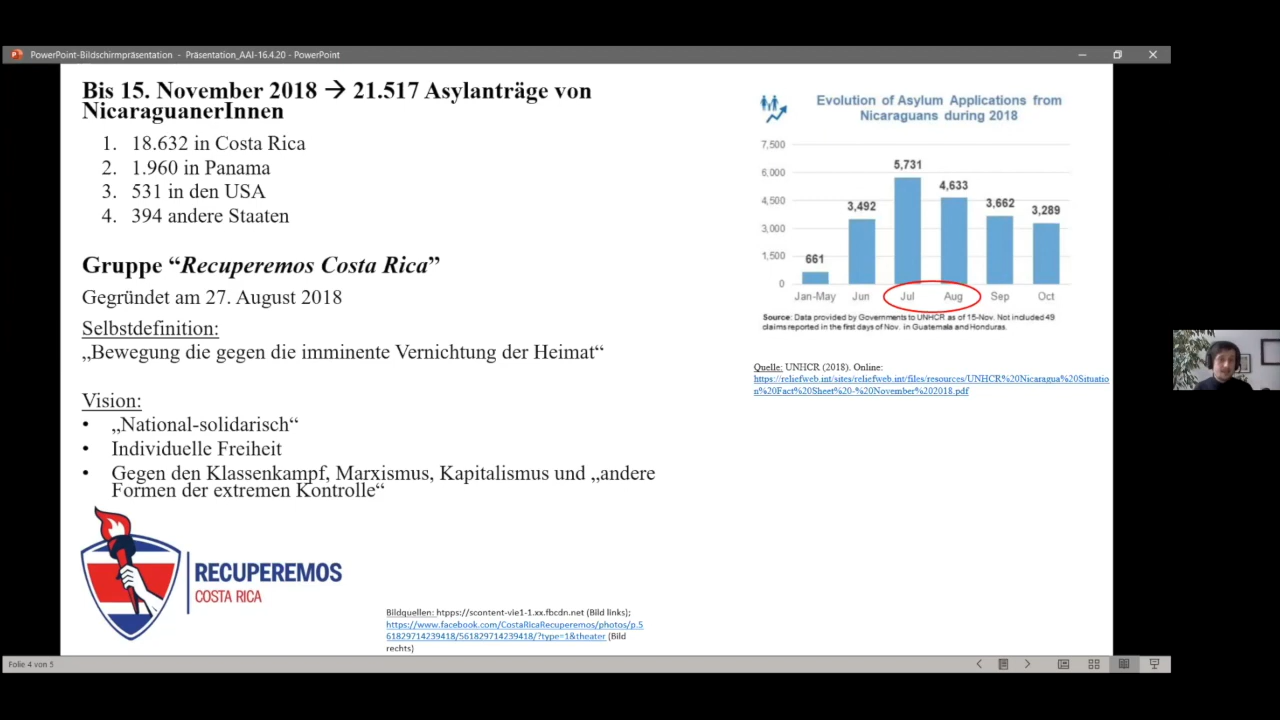 PowerPoint-Bildschirmpräsentation - Präsentation_AAI-16.4.20 - PowerPoint
Bis 15. November 2018 → 21.517 Asylanträge von
NicaraguanerInnen
1. 18.632 in Costa Rica
2. 1.960 in Panama
3. 531 in den USA
4. 394 andere Staaten
Gruppe “Recuperemos Costa Rica”
Gegründet am 27. August 2018
Selbstdefinition:
„Bewegung die gegen die imminente Vernichtung der Heimat“
Vision:
• „National-solidarisch“
• Individuelle Freiheit
• Gegen den Klassenkampf, Marxismus, Kapitalismus und „andere
Formen der extremen Kontrolle“
RECUPEREMOS
COSTA RICA
Bildquellen: htpps://scontent-vie1-1.xx.fbcdn.net (Bild links);
https://www.facebook.com/CostaRicaRecuperemos/photos/p.5
61829714239418/561829714239418/?type=1&theater (Bild
rechts)
Evolution of Asylum Applications from
Nicaraguans during 2018
7,500
6,000
4,500
3,000
1,500
0
661
3,492
5,731
4,633
3,662
3,289
Jan-May Jun Jul Aug Sep Oct
Source: Data provided by Governments to UNHCR as of 15-Nov. Not included 49
claims reported in the first days of Nov. in Guatemala and Honduras.
Quelle: UNHCR (2018). Online:
https://reliefweb.int/sites/reliefweb.int/files/resources/UNHCR%20Nicaragua%20Situatio
n%20Fact%20Sheet%20-%20November%202018.pdf
Folie 4 von 5